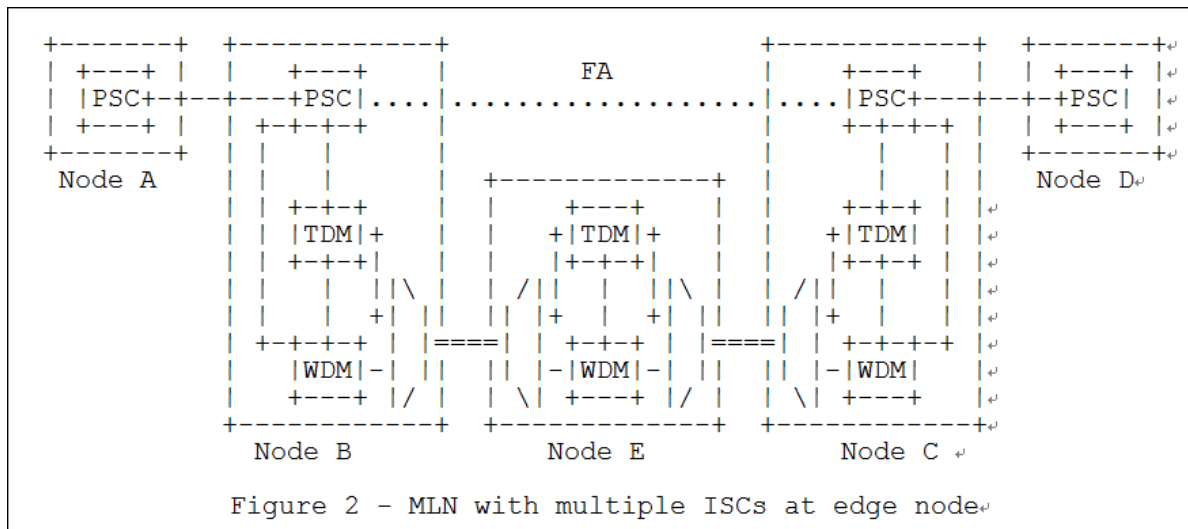 FA
PSC PSC PSC PSC
Node A Node D
TDM TDM TDM
WDM WDM WDM
Node B Node E Node C
Figure 2 - MLN with multiple ISCs at edge node